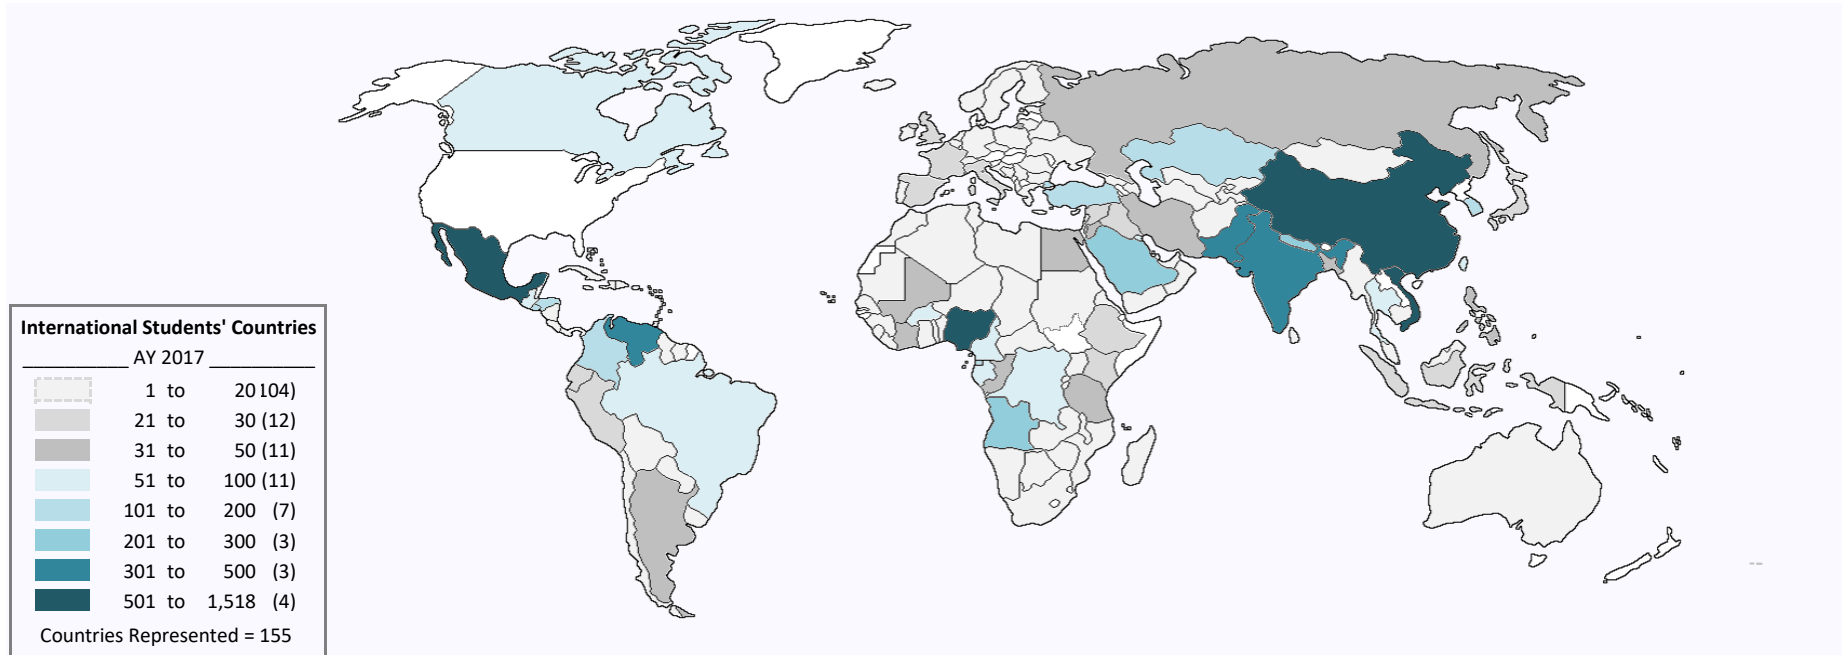 International Students' Countries
__________ AY 2017 __________
1 to 20 (104)
21 to 30 (12)
31 to 50 (11)
51 to 100 (11)
101 to 200 (7)
201 to 300 (3)
301 to 500 (3)
501 to 1,518 (4)
Countries Represented = 155